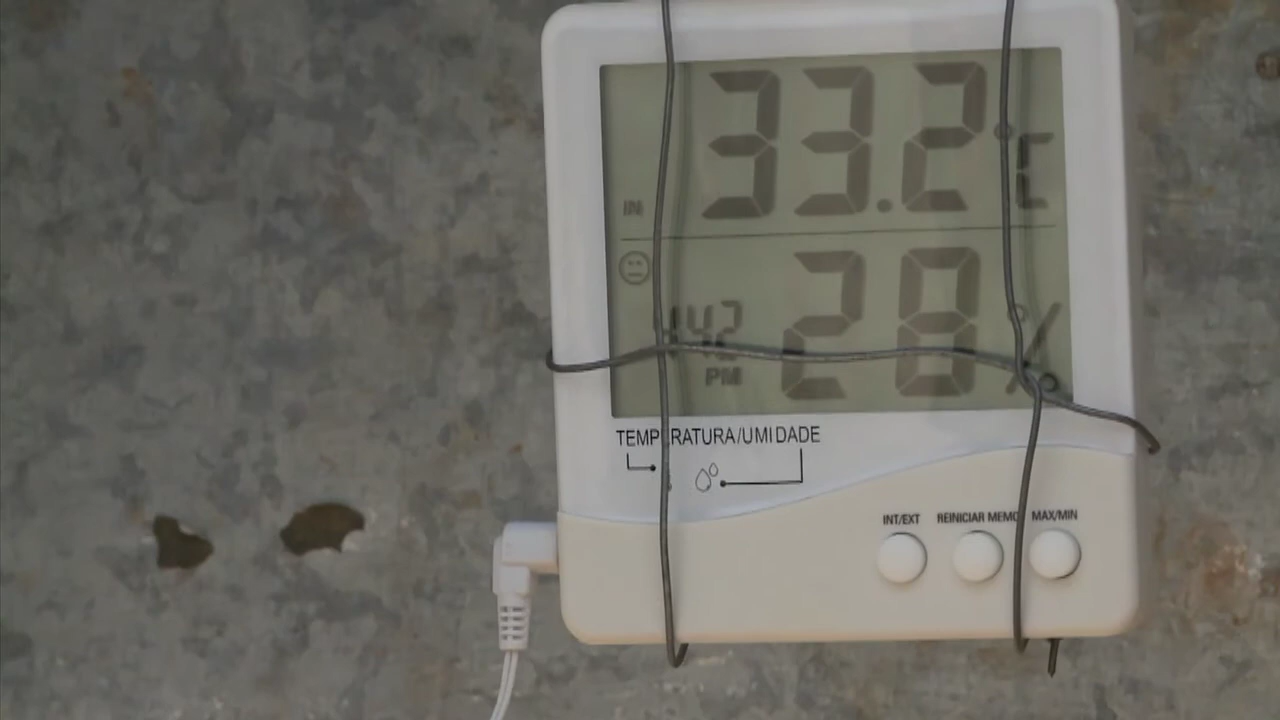 33.2°C
IN
28%
PM
TEMPERATURA/UMIDADE
INT/EXT REINICIAR MEMO MAX/MIN